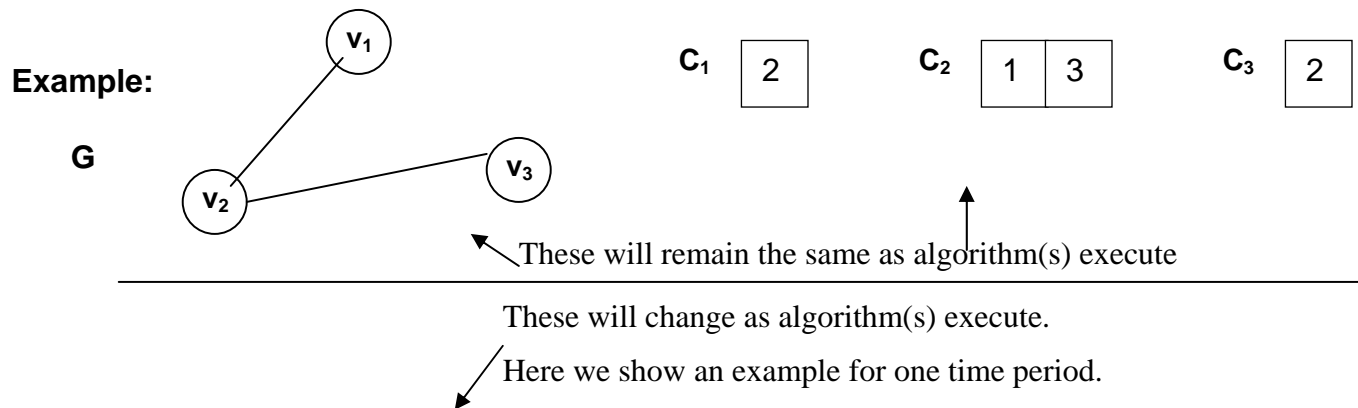 Example:
G
v₁
v₂
v₃
C₁ 2
C₂ 1 3
C₃ 2
These will remain the same as algorithm(s) execute
These will change as algorithm(s) execute.
Here we show an example for one time period.